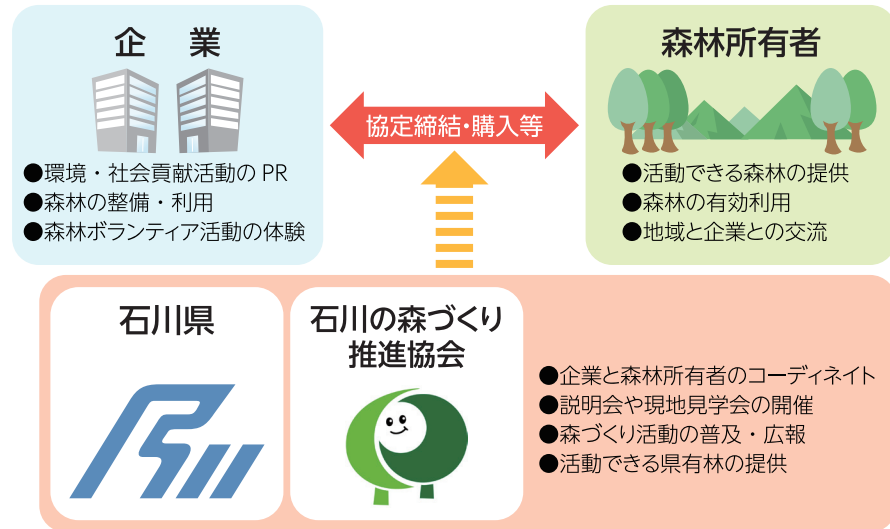 企　業
●環境・社会貢献活動の PR
●森林の整備・利用
●森林ボランティア活動の体験
協定締結・購入等
森林所有者
●活動できる森林の提供
●森林の有効利用
●地域と企業との交流
石川県
石川の森づくり
推進協会
●企業と森林所有者のコーディネイト
●説明会や現地見学会の開催
●森づくり活動の普及・広報
●活動できる県有林の提供